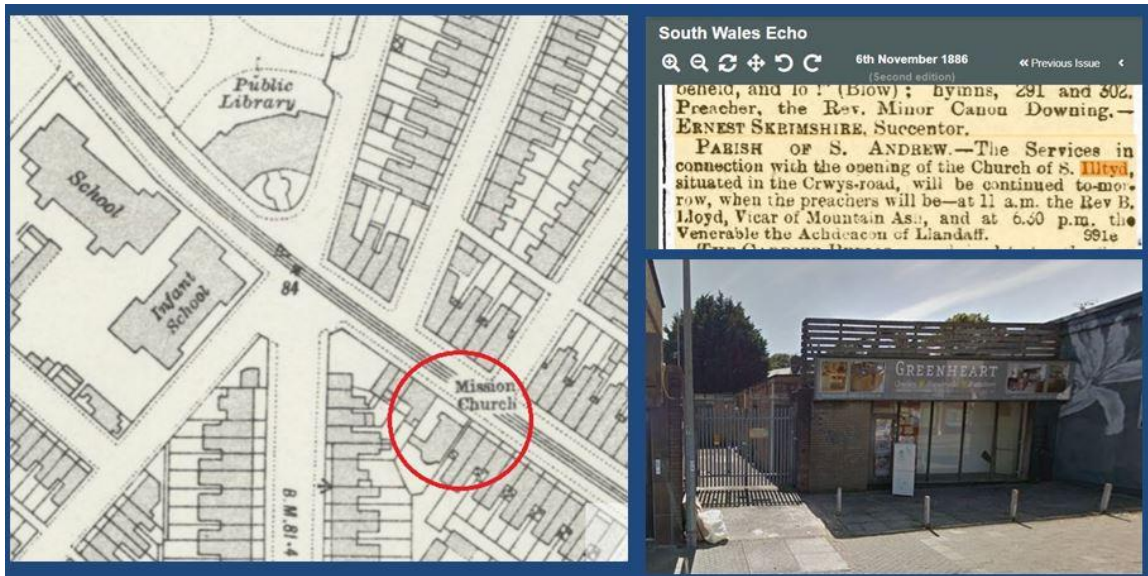 Public
Library
School
Infant
School
84
Mission
Church
B.M.81·4
South Wales Echo
6th November 1886
(Second edition)
« Previous Issue
beheld, and lo !" (Blow) ; hymns, 291 and 302.
Preacher, the Rev. Minor Canon Downing.—
ERNEST SKRIMSHIRE, Succentor.
PARISH OF S. ANDREW.—The Services in
connection with the opening of the Church of S. Illtyd,
situated in the Crwys-road, will be continued to-mor-
row, when the preachers will be—at 11 a.m. the Rev B.
Lloyd, Vicar of Mountain Ash, and at 6.30 p.m. the
Venerable the Achdeacon of Llandaff. 991e
GREENHEART